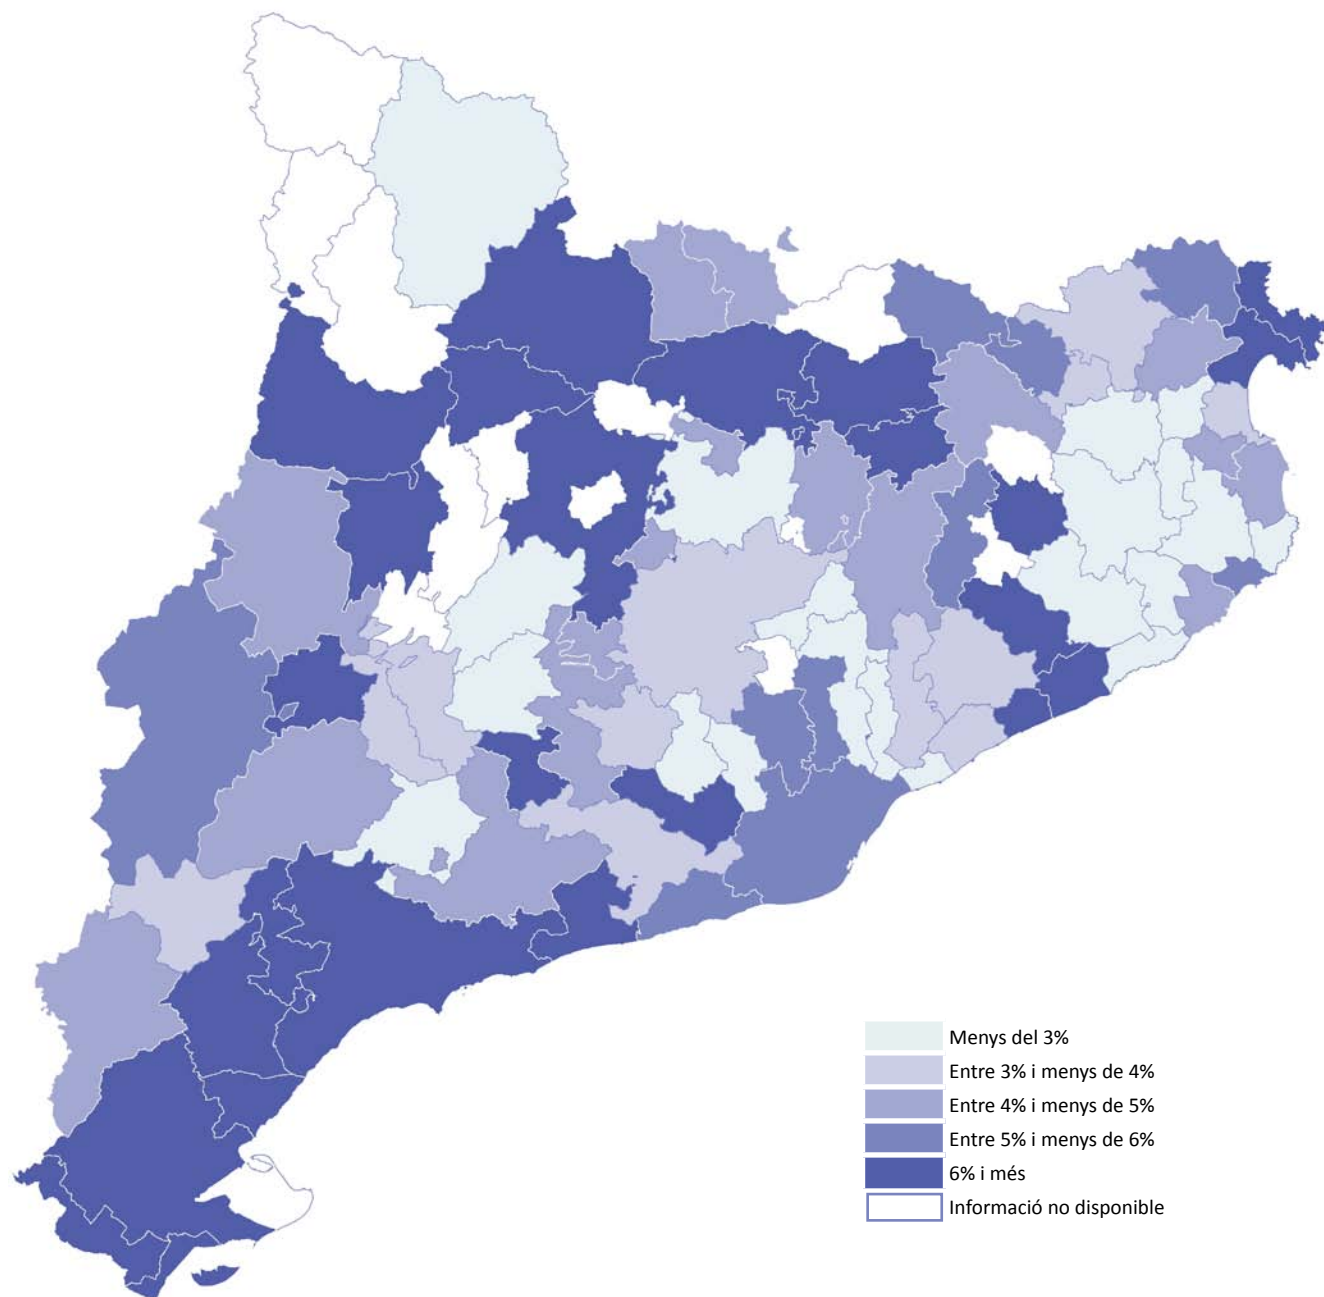 Menys del 3%
Entre 3% i menys de 4%
Entre 4% i menys de 5%
Entre 5% i menys de 6%
6% i més
Informació no disponible